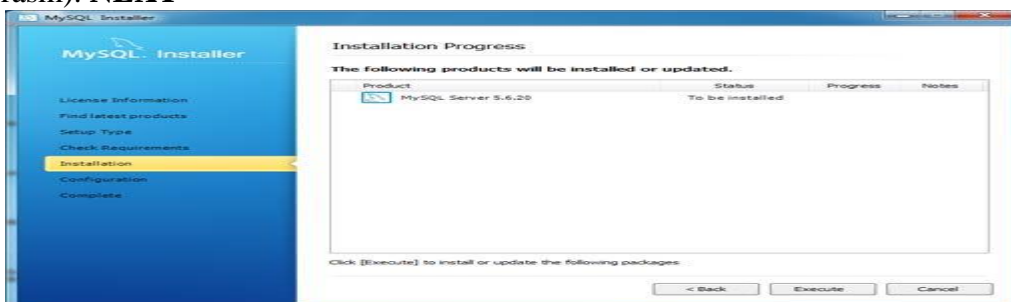 rasm). NEXT
MySQL Installer
MySQL. Installer
License Information
Find latest products
Setup Type
Check Requirements
Installation
Configuration
Complete
Installation Progress
The following products will be installed or updated.
Product Status Progress Notes
MySQL Server 5.6.20 To be installed
Click [Execute] to install or update the following packages
< Back Execute Cancel